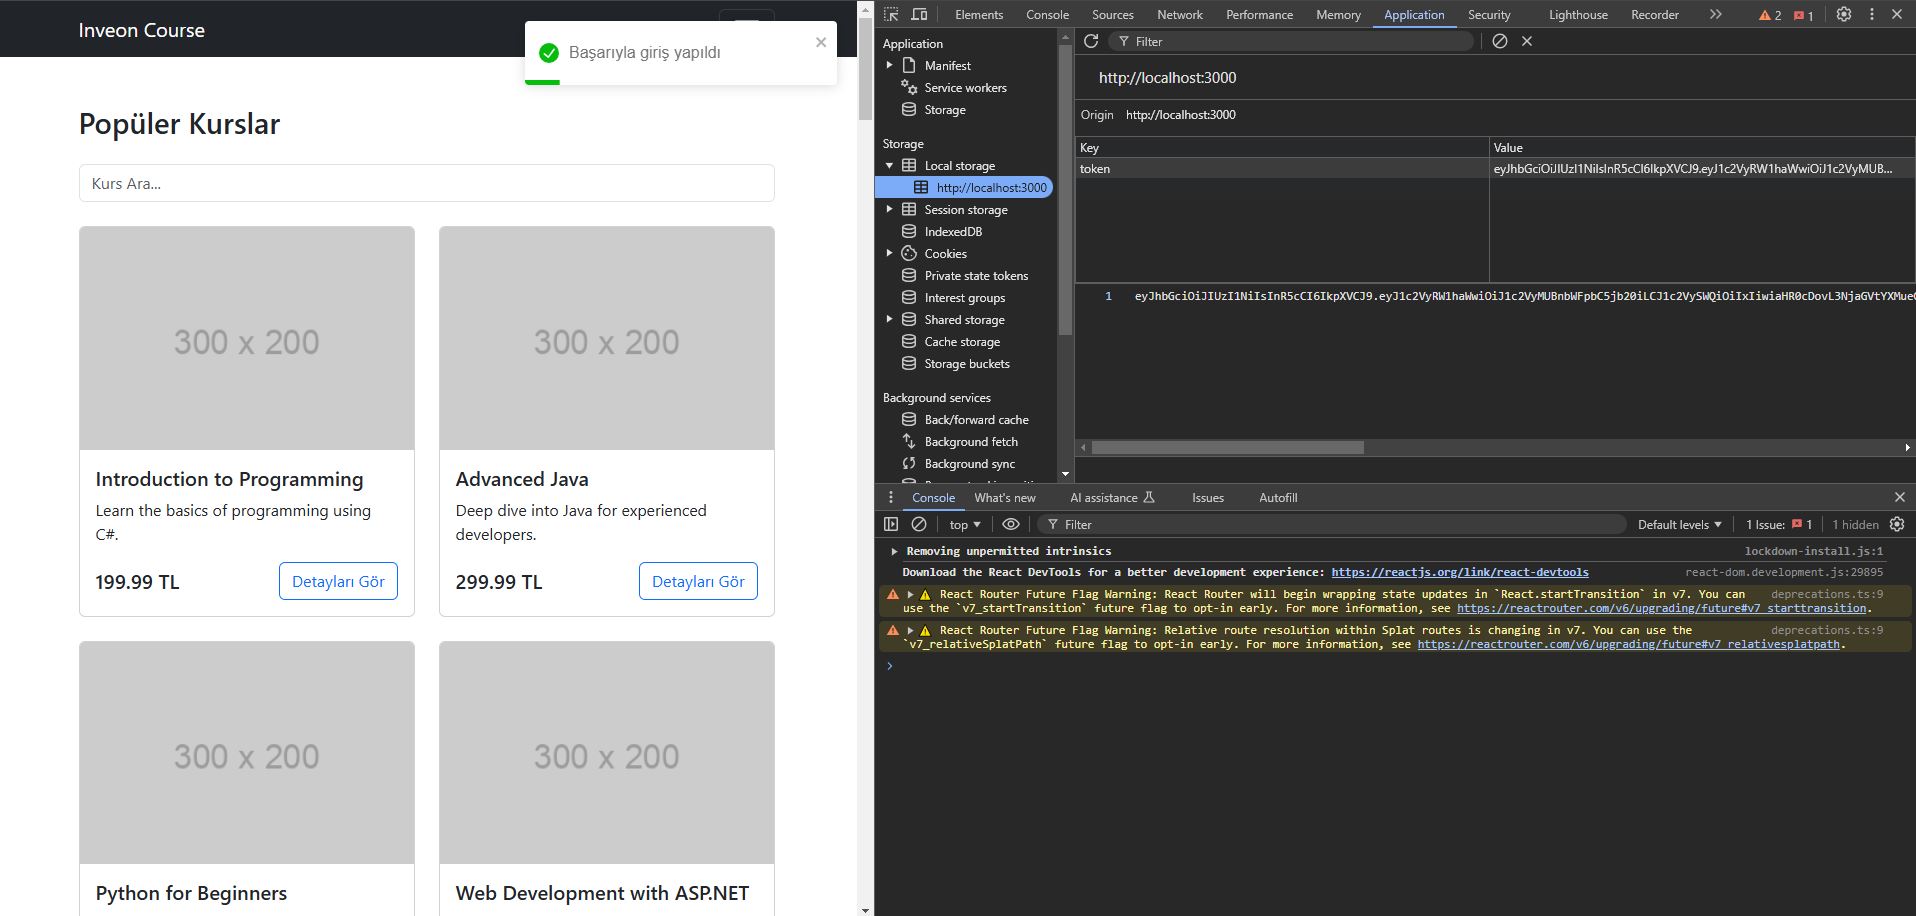 Inveon Course
Başarıyla giriş yapıldı
Popüler Kurslar
Kurs Ara...
300 x 200
300 x 200
Introduction to Programming
Learn the basics of programming using
C#.
199.99 TL
Detayları Gör
Advanced Java
Deep dive into Java for experienced
developers.
299.99 TL
Detayları Gör
300 x 200
300 x 200
Python for Beginners
Web Development with ASP.NET
Elements Console Sources Network Performance Memory Application Security Lighthouse Recorder 2 1
Application
Manifest
Service workers
Storage
Storage
Local storage
http://localhost:3000
Session storage
IndexedDB
Cookies
Private state tokens
Interest groups
Shared storage
Cache storage
Storage buckets
Background services
Back/forward cache
Background fetch
Background sync
Filter
http://localhost:3000
Origin http://localhost:3000
Key Value
token eyJhbGciOiJIUzI1NiIsInR5cCI6IkpXVCJ9.eyJ1c2VyRW1haWwiOiJ1c2VyMUB...
1 eyJhbGciOiJIUzI1NiIsInR5cCI6IkpXVCJ9.eyJ1c2VyRW1haWwiOiJ1c2VyMUBnbWFpbC5jb20iLCJ1c2VySWQiOiIxIiwiaHR0cDovL3NjaGVtYXMue
Console What's new AI assistance Issues Autofill
top Filter Default levels 1 Issue: 1 1 hidden
Removing unpermitted intrinsics lockdown-install.js:1
Download the React DevTools for a better development experience: https://reactjs.org/link/react-devtools react-dom.development.js:29895
React Router Future Flag Warning: React Router will begin wrapping state updates in `React.startTransition` in v7. You can deprecations.ts:9
use the `v7_startTransition` future flag to opt-in early. For more information, see https://reactrouter.com/v6/upgrading/future#v7_starttransition.
React Router Future Flag Warning: Relative route resolution within Splat routes is changing in v7. You can use the deprecations.ts:9
`v7_relativeSplatPath` future flag to opt-in early. For more information, see https://reactrouter.com/v6/upgrading/future#v7_relativesplatpath.